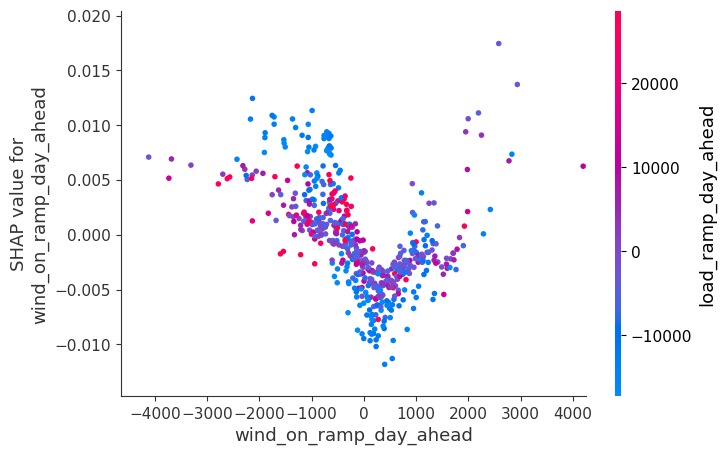 0.020
0.015
0.010
0.005
0.000
−0.005
−0.010
SHAP value for
wind_on_ramp_day_ahead
−4000 −3000 −2000 −1000 0 1000 2000 3000 4000
wind_on_ramp_day_ahead
20000
10000
0
−10000
load_ramp_day_ahead